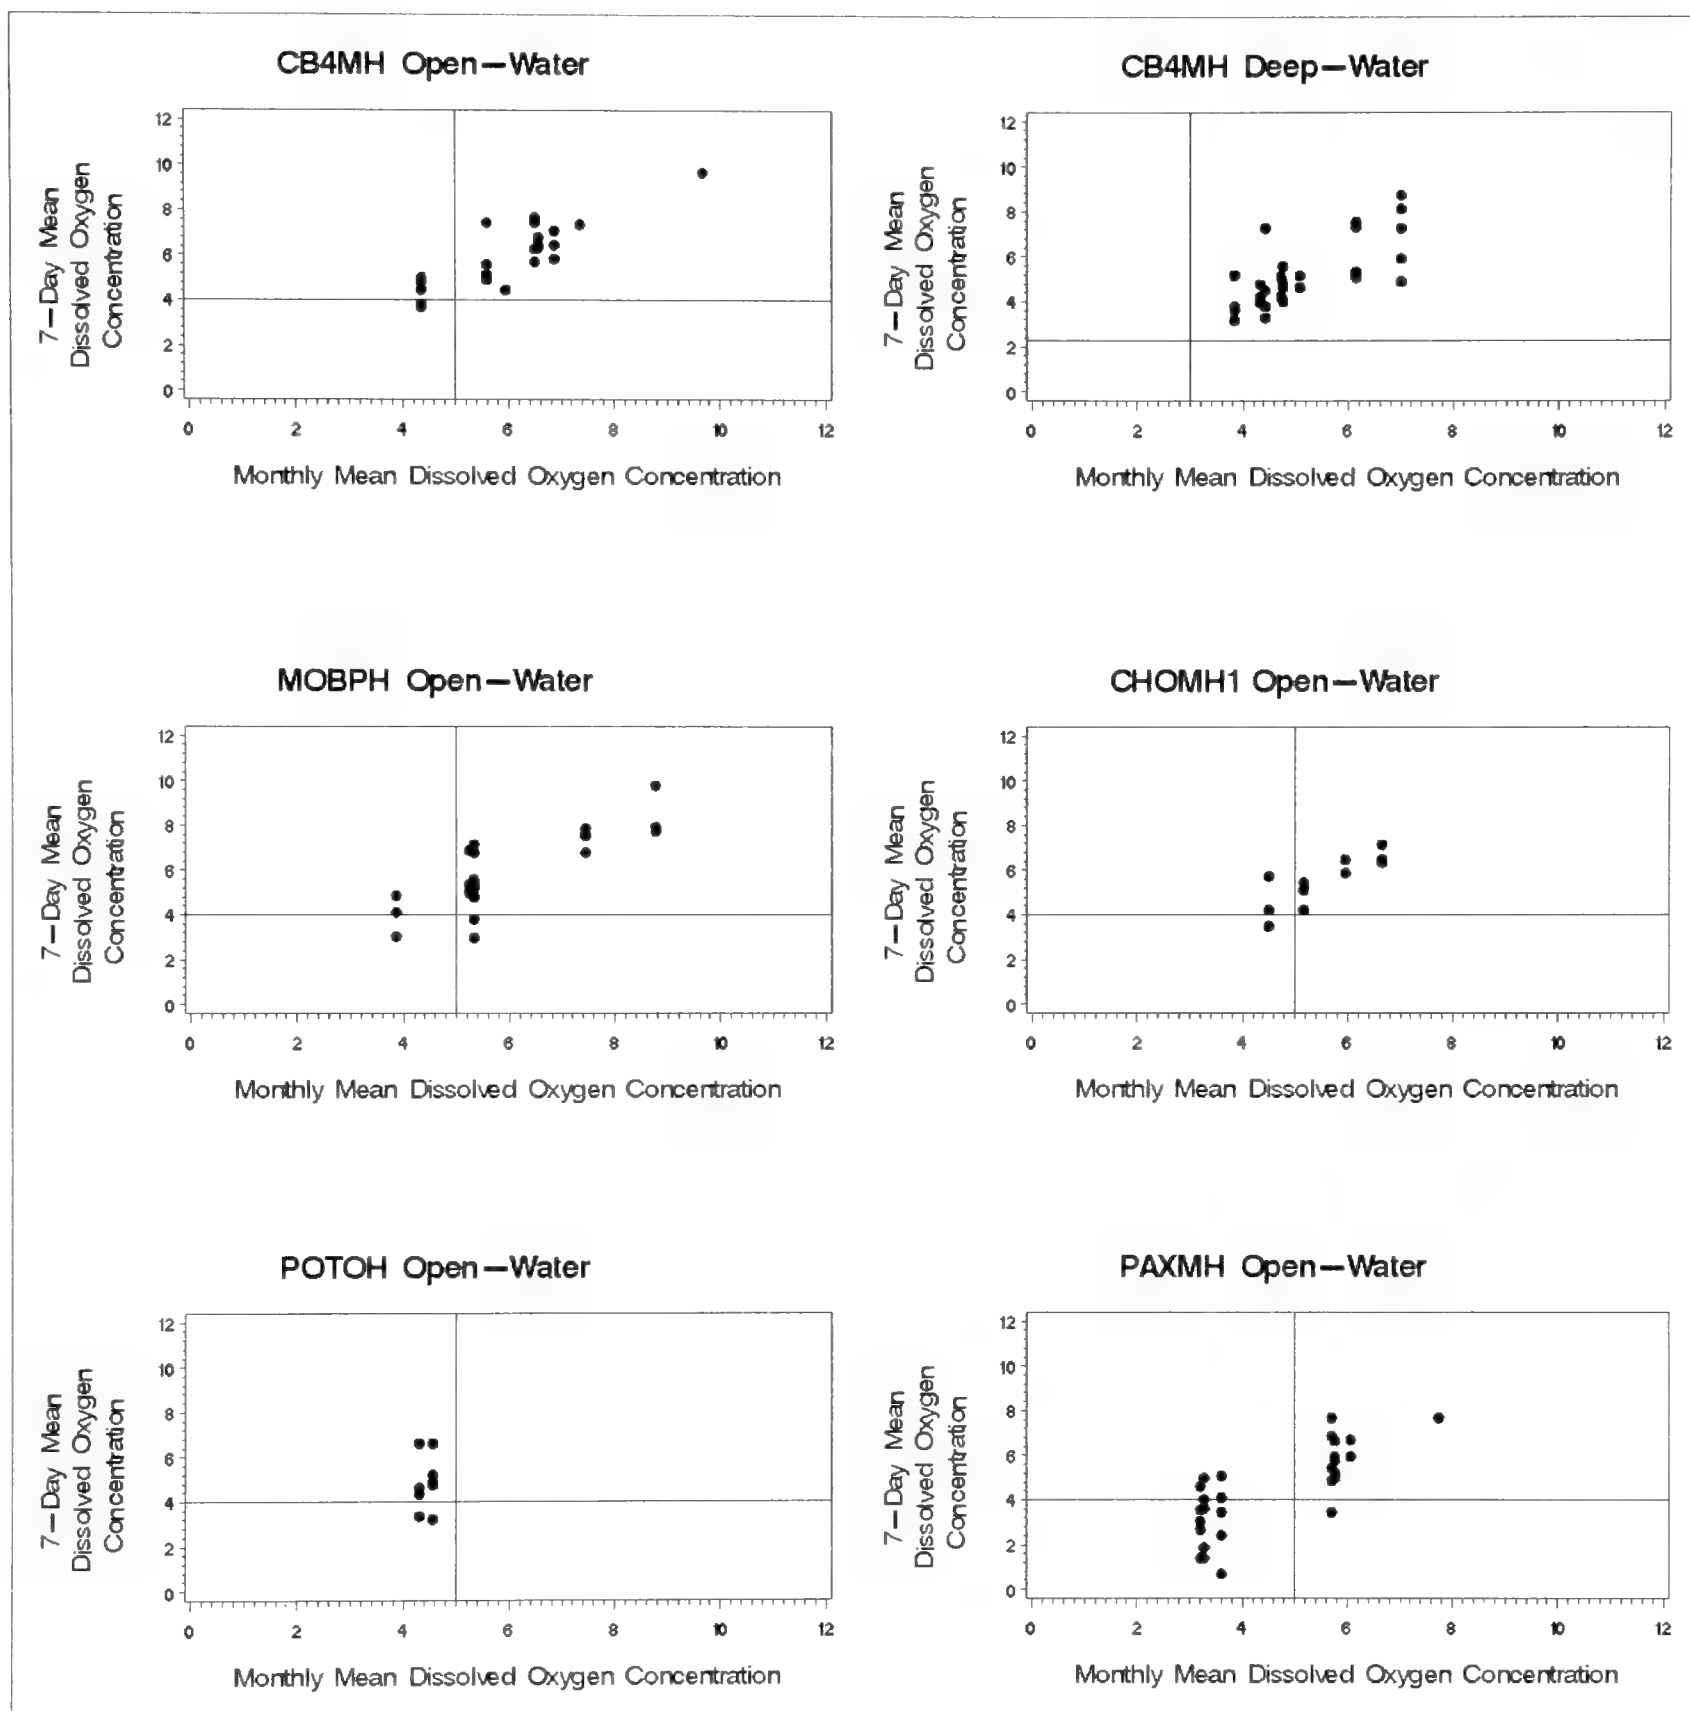 CB4MH Open—Water
7—Day Mean
Dissolved Oxygen
Concentration
12
10
8
6
4
2
0
0 2 4 6 8 10 12
Monthly Mean Dissolved Oxygen Concentration
CB4MH Deep—Water
7—Day Mean
Dissolved Oxygen
Concentration
12
10
8
6
4
2
0
0 2 4 6 8 10 12
Monthly Mean Dissolved Oxygen Concentration
MOBPH Open—Water
7—Day Mean
Dissolved Oxygen
Concentration
12
10
8
6
4
2
0
0 2 4 6 8 10 12
Monthly Mean Dissolved Oxygen Concentration
CHOMH1 Open—Water
7—Day Mean
Dissolved Oxygen
Concentration
12
10
8
6
4
2
0
0 2 4 6 8 10 12
Monthly Mean Dissolved Oxygen Concentration
POTOH Open—Water
7—Day Mean
Dissolved Oxygen
Concentration
12
10
8
6
4
2
0
0 2 4 6 8 10 12
Monthly Mean Dissolved Oxygen Concentration
PAXMH Open—Water
7—Day Mean
Dissolved Oxygen
Concentration
12
10
8
6
4
2
0
0 2 4 6 8 10 12
Monthly Mean Dissolved Oxygen Concentration